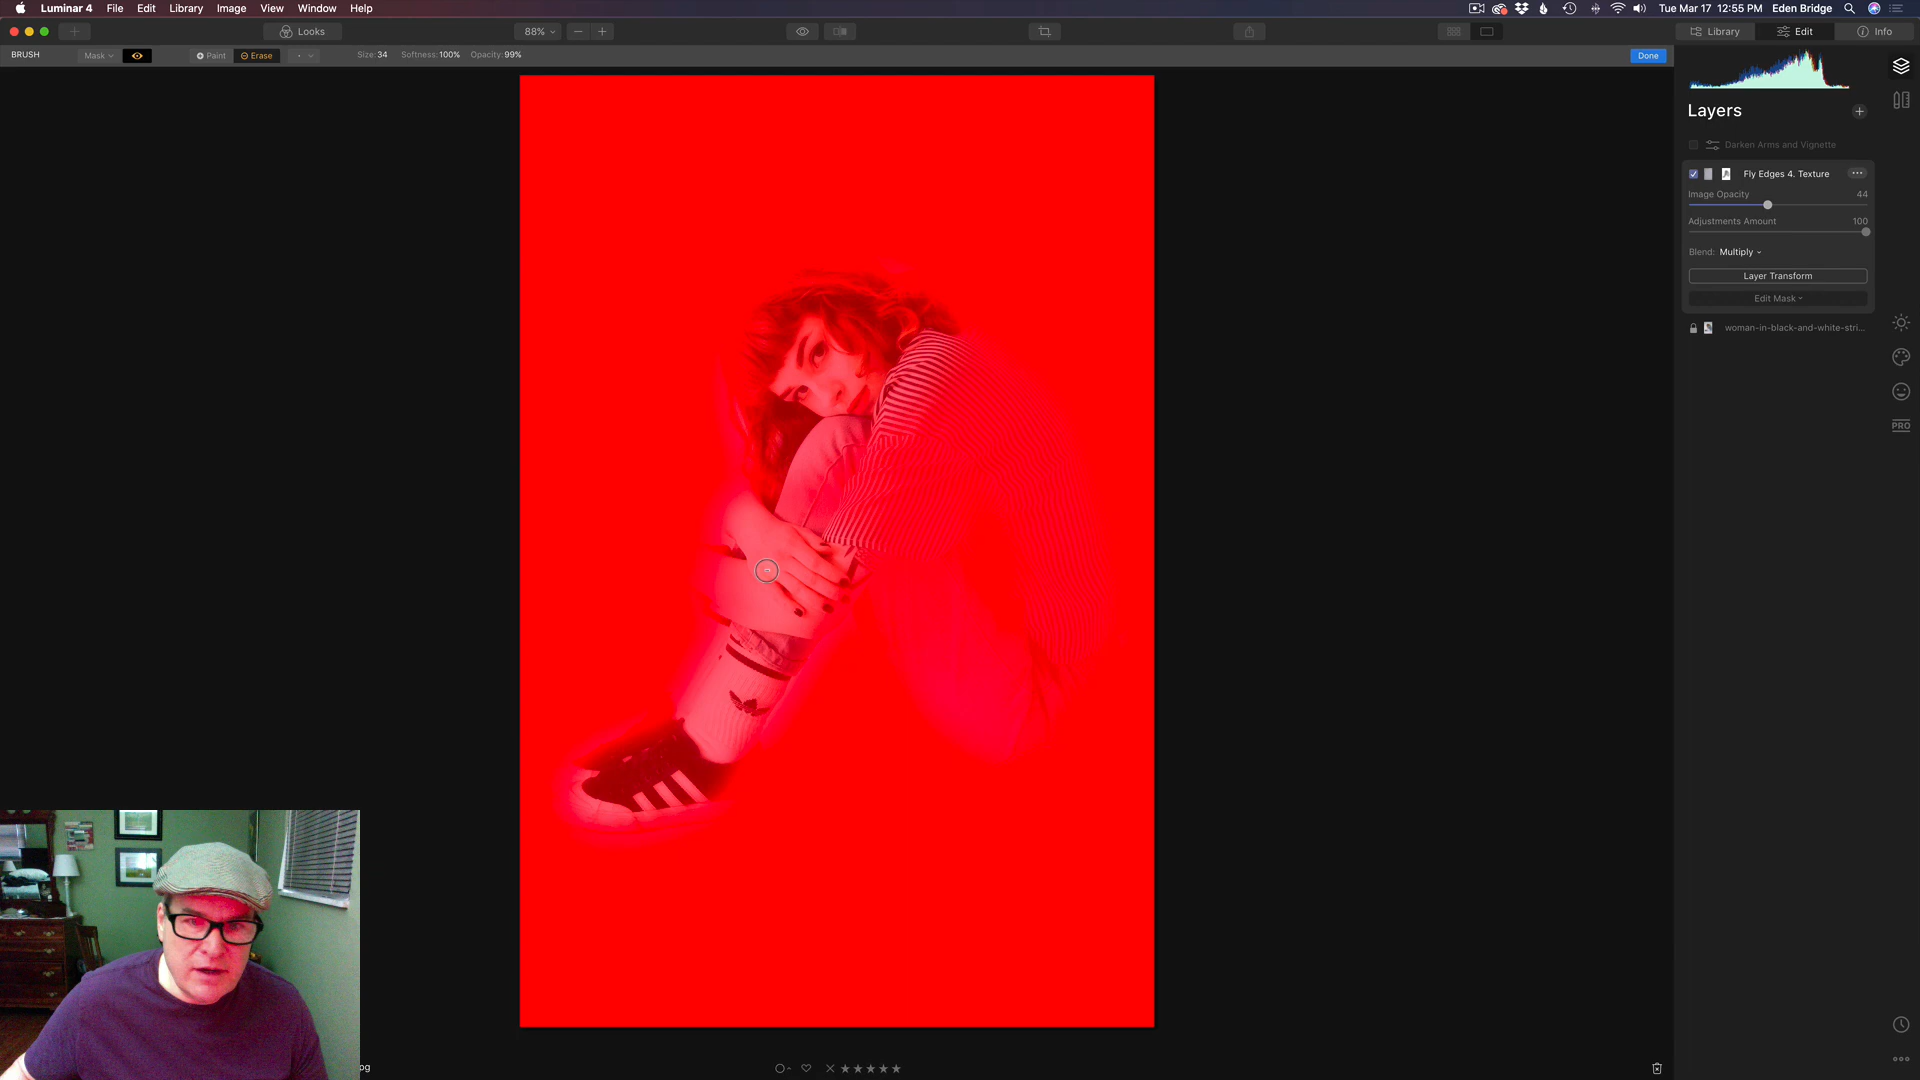 Luminar 4 File Edit Library Image View Window Help Tue Mar 17 12:55 PM Eden Bridge
Looks 88% Library Edit Info
BRUSH Mask Paint Erase Size:34 Softness:100% Opacity:99% Done
Layers
Darken Arms and Vignette
Fly Edges 4. Texture
Image Opacity 44
Adjustments Amount 100
Blend: Multiply
Layer Transform
Edit Mask
woman-in-black-and-white-stri...
PRO
pg